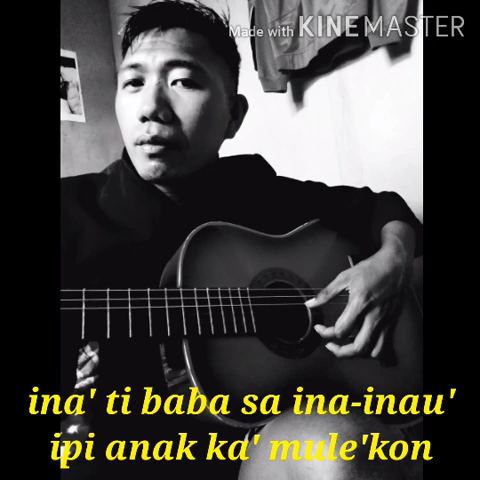 Made with KINEMASTER
ina' ti baba sa ina-inau'
ipi anak ka' mule'kon